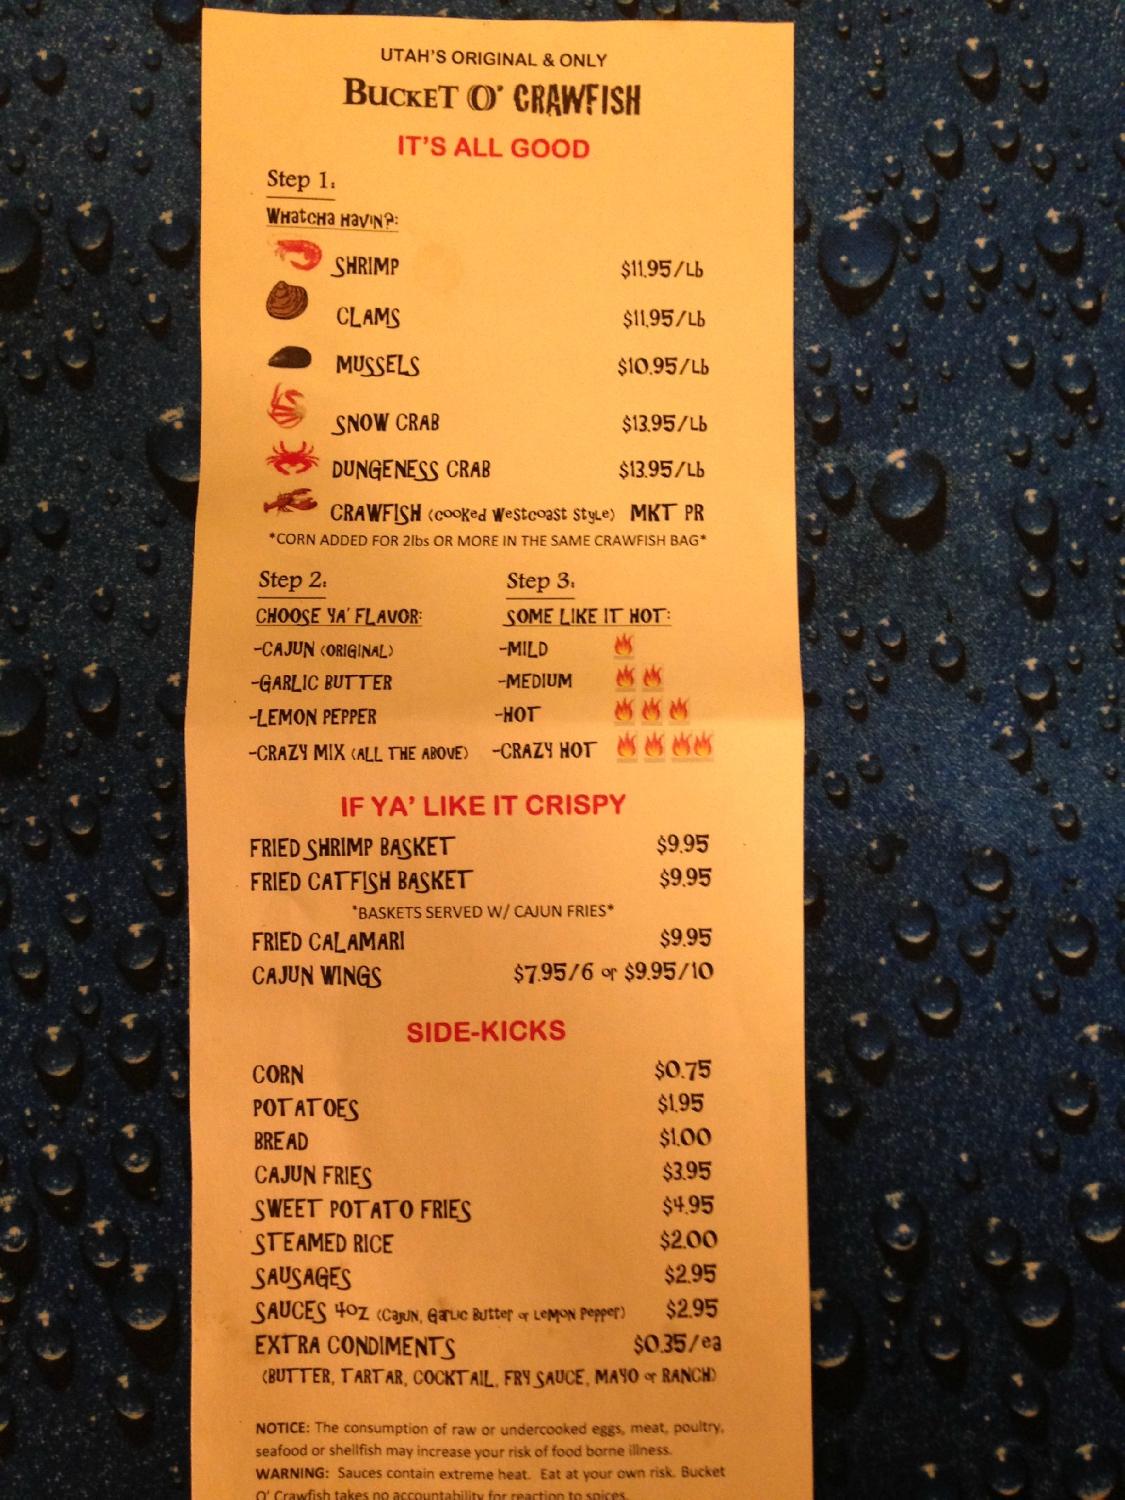 UTAH'S ORIGINAL & ONLY
BUCKET O' CRAWFISH
IT'S ALL GOOD
Step 1:
WHATCHA HAVIN?:
SHRIMP $11.95/Lb
CLAMS $11.95/Lb
MUSSELS $10.95/Lb
SNOW CRAB $13.95/Lb
DUNGENESS CRAB $13.95/Lb
CRAWFISH (Cooked Westcoast Style) MKT PR
*CORN ADDED FOR 2lbs OR MORE IN THE SAME CRAWFISH BAG*
Step 2:
CHOOSE YA' FLAVOR:
-CAJUN (ORIGINAL)
-GARLIC BUTTER
-LEMON PEPPER
-CRAZY MIX (ALL THE ABOVE)
Step 3:
SOME LIKE IT HOT:
-MILD
-MEDIUM
-HOT
-CRAZY HOT
IF YA' LIKE IT CRISPY
FRIED SHRIMP BASKET $9.95
FRIED CATFISH BASKET $9.95
*BASKETS SERVED W/ CAJUN FRIES*
FRIED CALAMARI $9.95
CAJUN WINGS $7.95/6 or $9.95/10
SIDE-KICKS
CORN $0.75
POTATOES $1.95
BREAD $1.00
CAJUN FRIES $3.95
SWEET POTATO FRIES $4.95
STEAMED RICE $2.00
SAUSAGES $2.95
SAUCES 4OZ (Cajun, Garlic Butter or Lemon Pepper) $2.95
EXTRA CONDIMENTS $0.35/ea
(BUTTER, TARTAR, COCKTAIL, FRY SAUCE, MAYO or RANCH)
NOTICE: The consumption of raw or undercooked eggs, meat, poultry,
seafood or shellfish may increase your risk of food borne illness.
WARNING: Sauces contain extreme heat. Eat at your own risk. Bucket
O' Crawfish takes no accountability for reaction to spices.